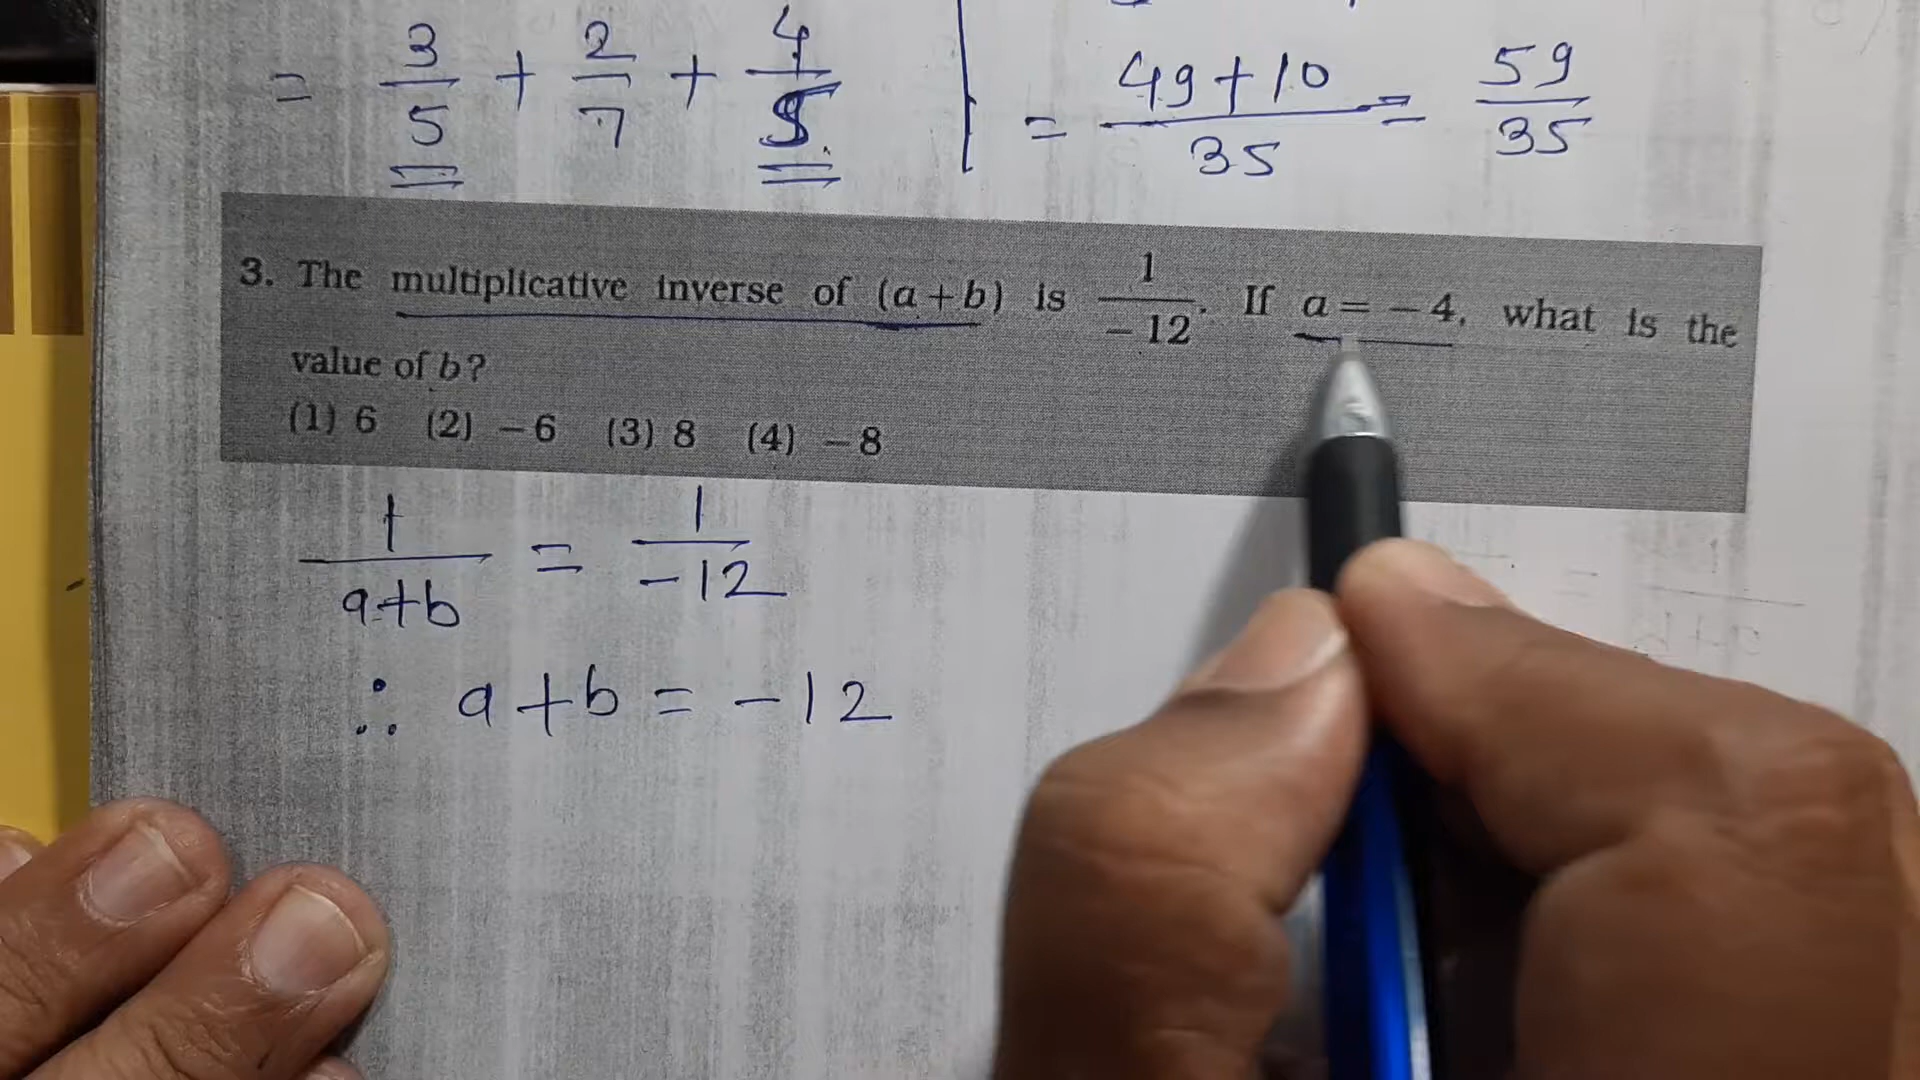 = 3/5 + 2/7 + 4/5
= 49+10/35 = 59/35
3. The multiplicative inverse of (a+b) is 1/-12. If a = -4, what is the
value of b?
(1) 6 (2) -6 (3) 8 (4) -8
1/a+b = 1/-12
∴ a+b = -12